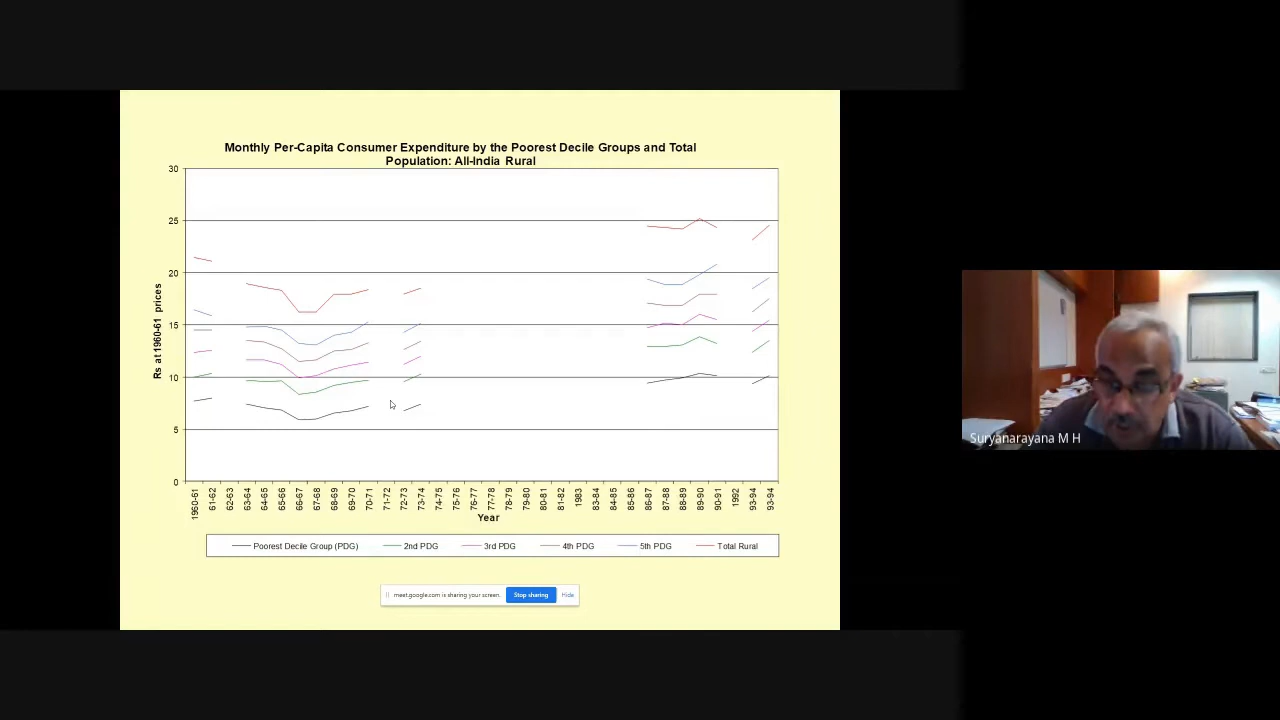 Monthly Per-Capita Consumer Expenditure by the Poorest Decile Groups and Total
Population: All-India Rural
30
25
20
15
10
5
0
Rs at 1960-61 prices
1960-61 61-62 62-63 63-64 64-65 65-66 66-67 67-68 68-69 69-70 70-71 71-72 72-73 73-74 74-75 75-76 76-77 77-78 78-79 79-80 80-81 81-82 1983 83-84 84-85 85-86 86-87 87-88 88-89 89-90 90-91 1992 93-94 93-94
Year
Poorest Decile Group (PDG) 2nd PDG 3rd PDG 4th PDG 5th PDG Total Rural
meet.google.com is sharing your screen. Stop sharing Hide
Suryanarayana M H